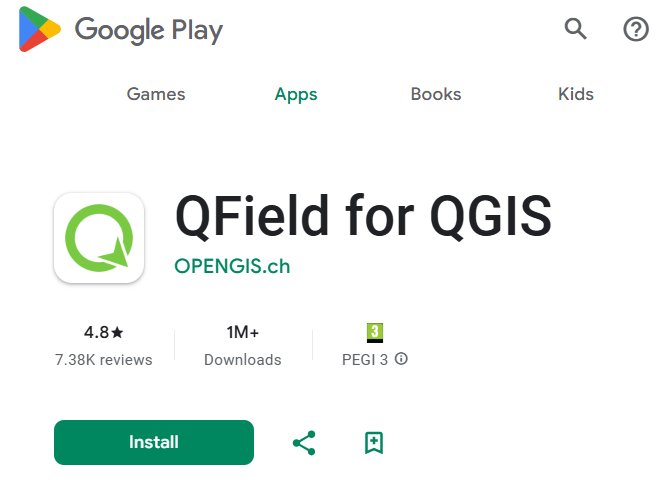 Google Play
Games Apps Books Kids
QField for QGIS
OPENGIS.ch
4.8★ 1M+ 3
7.38K reviews Downloads PEGI 3
Install